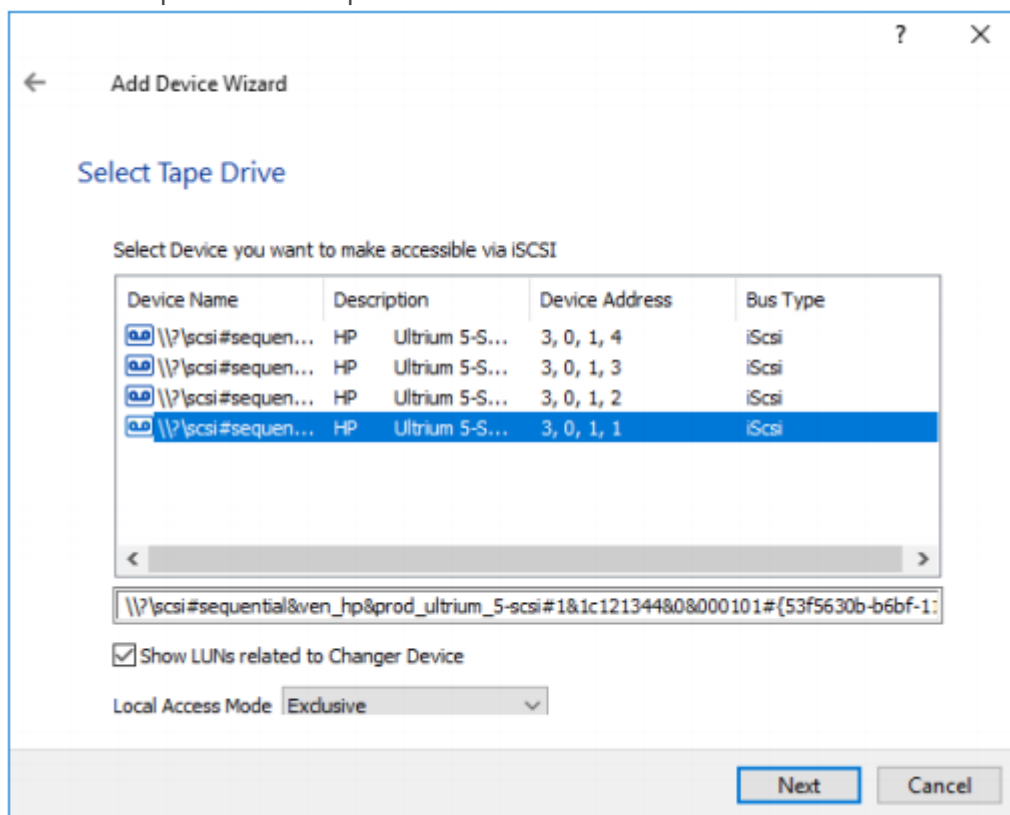 ?
Add Device Wizard
Select Tape Drive
Select Device you want to make accessible via iSCSI
Device Name Description Device Address Bus Type
\\?\scsi#sequen... HP Ultrium 5-S... 3, 0, 1, 4 iScsi
\\?\scsi#sequen... HP Ultrium 5-S... 3, 0, 1, 3 iScsi
\\?\scsi#sequen... HP Ultrium 5-S... 3, 0, 1, 2 iScsi
\\?\scsi#sequen... HP Ultrium 5-S... 3, 0, 1, 1 iScsi
\\?\scsi#sequential&ven_hp&prod_ultrium_5-scsi#1&1c121344&0&000101#{53f5630b-b6bf-11
Show LUNs related to Changer Device
Local Access Mode Exclusive
Next Cancel